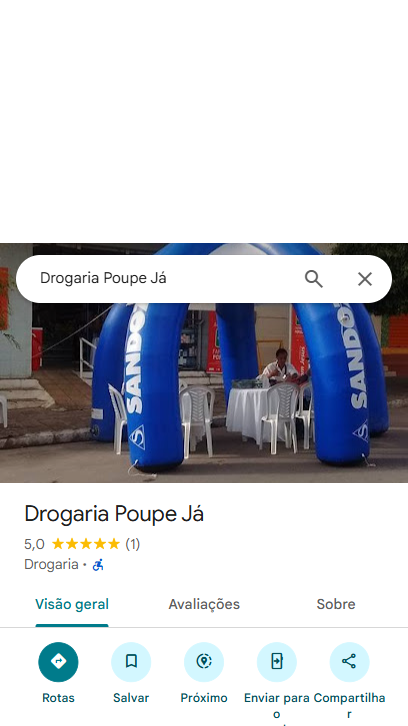 Drogaria Poupe Já
SANDOZ
SANDOZ
Drogaria Poupe Já
5,0 (1)
Drogaria ·
Visão geral Avaliações Sobre
Rotas Salvar Próximo Enviar para o Compartilhar